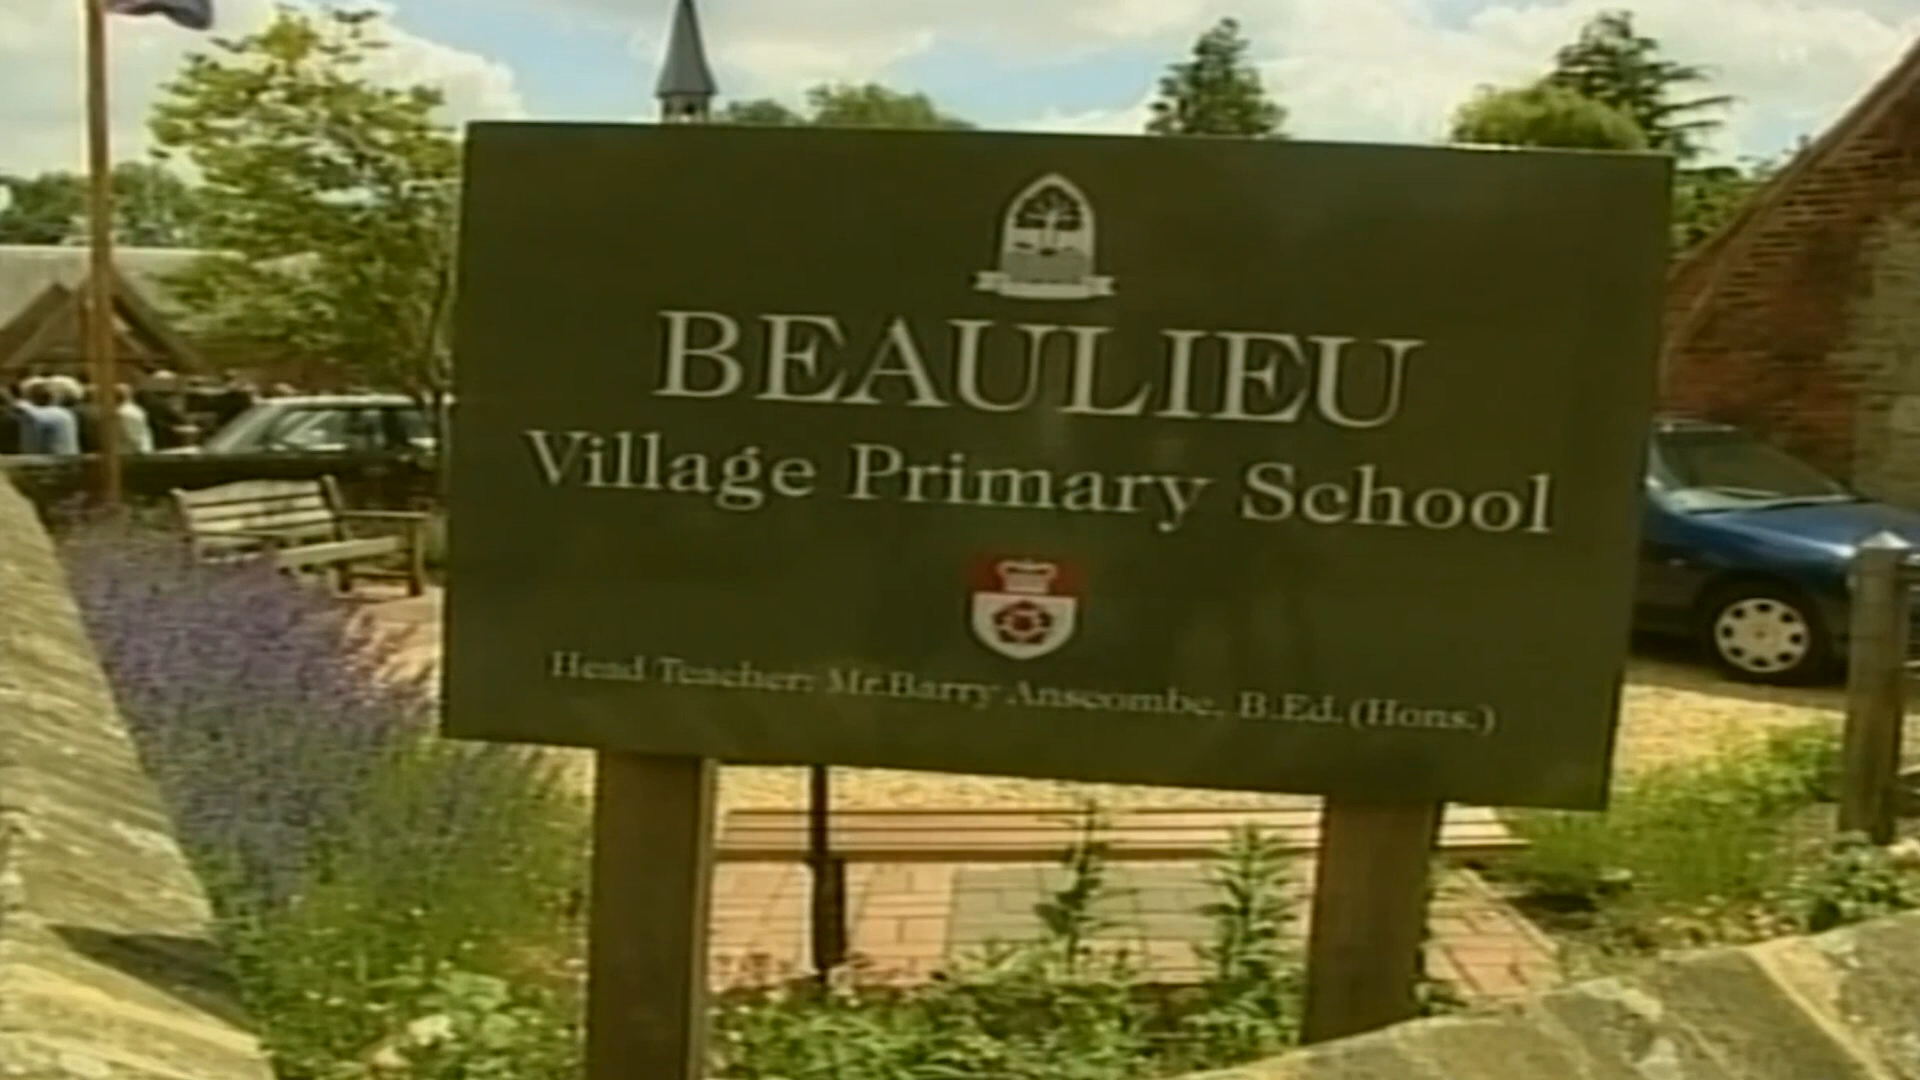 BEAULIEU
Village Primary School
Head Teacher: Mr. Barry Anscombe, B.Ed. (Hons.)